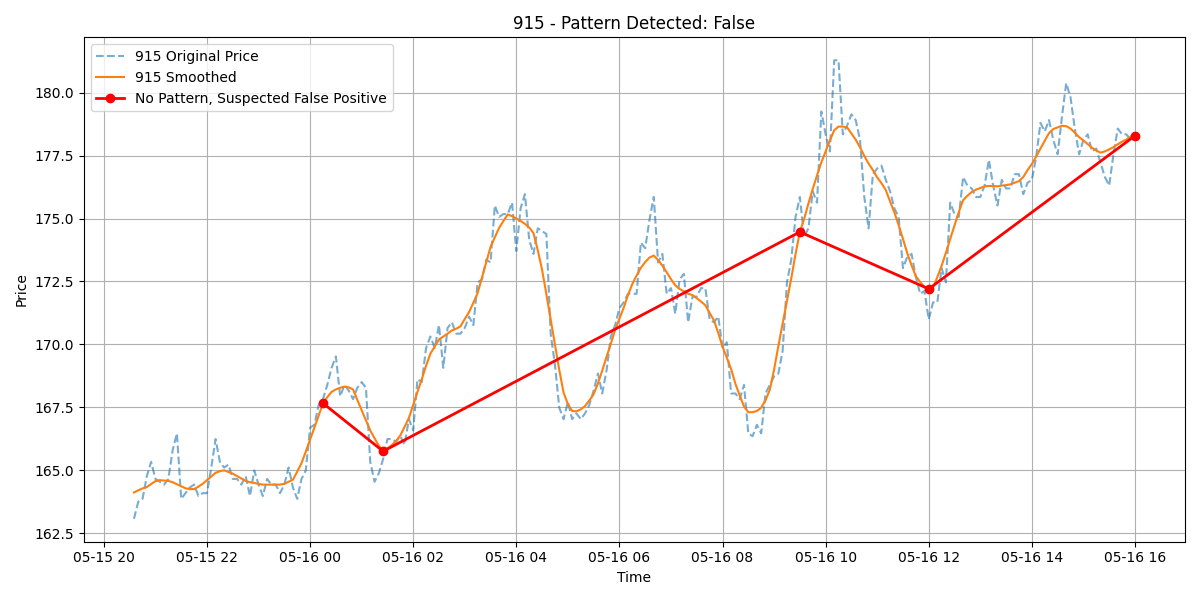 915 - Pattern Detected: False
915 Original Price
915 Smoothed
No Pattern, Suspected False Positive
Price
180.0
177.5
175.0
172.5
170.0
167.5
165.0
162.5
05-15 20 05-15 22 05-16 00 05-16 02 05-16 04 05-16 06 05-16 08 05-16 10 05-16 12 05-16 14 05-16 16
Time